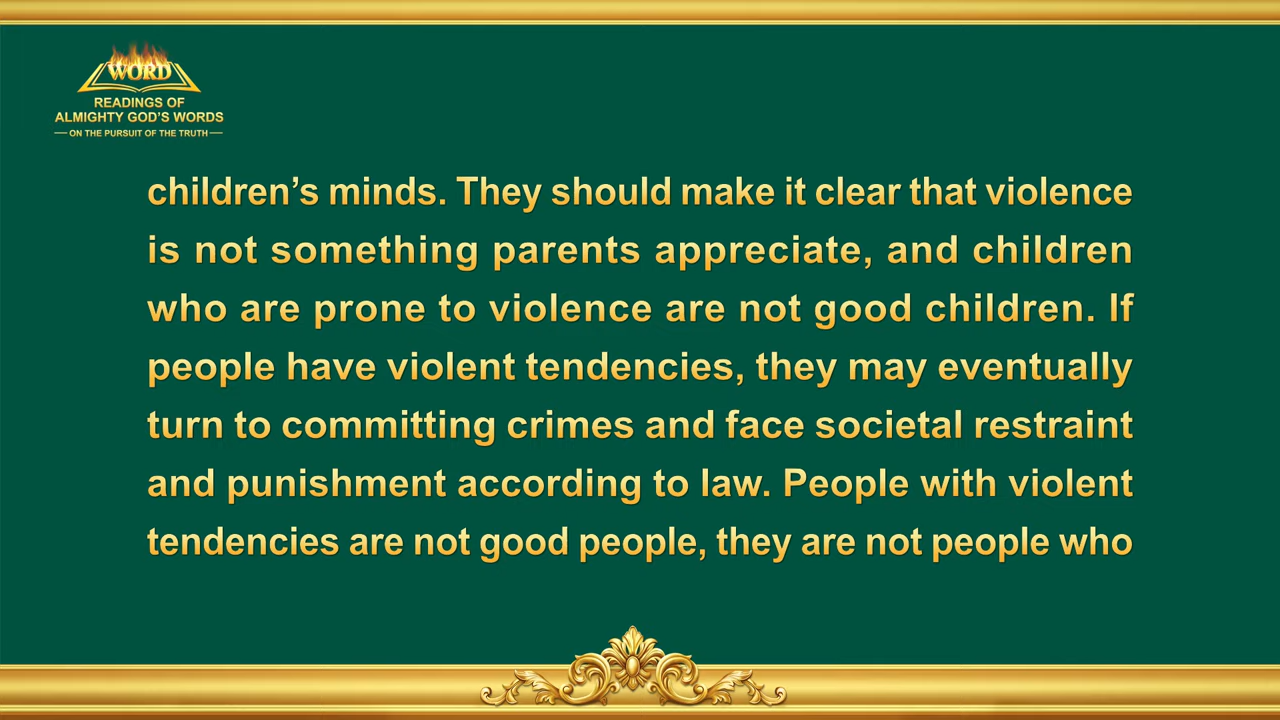 WORD
READINGS OF
ALMIGHTY GOD'S WORDS
— ON THE PURSUIT OF THE TRUTH —
children’s minds. They should make it clear that violence
is not something parents appreciate, and children
who are prone to violence are not good children. If
people have violent tendencies, they may eventually
turn to committing crimes and face societal restraint
and punishment according to law. People with violent
tendencies are not good people, they are not people who